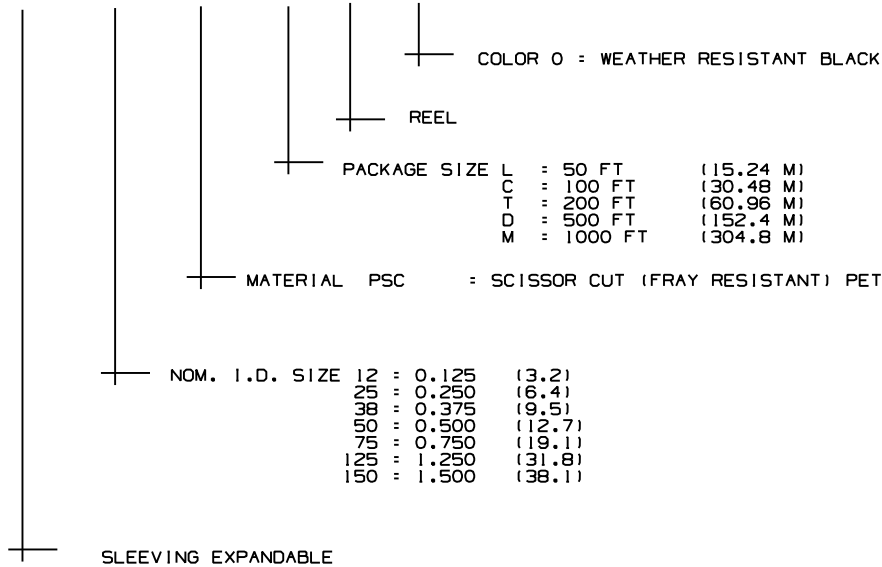 COLOR 0 = WEATHER RESISTANT BLACK
REEL
PACKAGE SIZE L = 50 FT (15.24 M)
C = 100 FT (30.48 M)
T = 200 FT (60.96 M)
D = 500 FT (152.4 M)
M = 1000 FT (304.8 M)
MATERIAL PSC = SCISSOR CUT (FRAY RESISTANT) PET
NOM. I.D. SIZE 12 = 0.125 (3.2)
25 = 0.250 (6.4)
38 = 0.375 (9.5)
50 = 0.500 (12.7)
75 = 0.750 (19.1)
125 = 1.250 (31.8)
150 = 1.500 (38.1)
SLEEVING EXPANDABLE